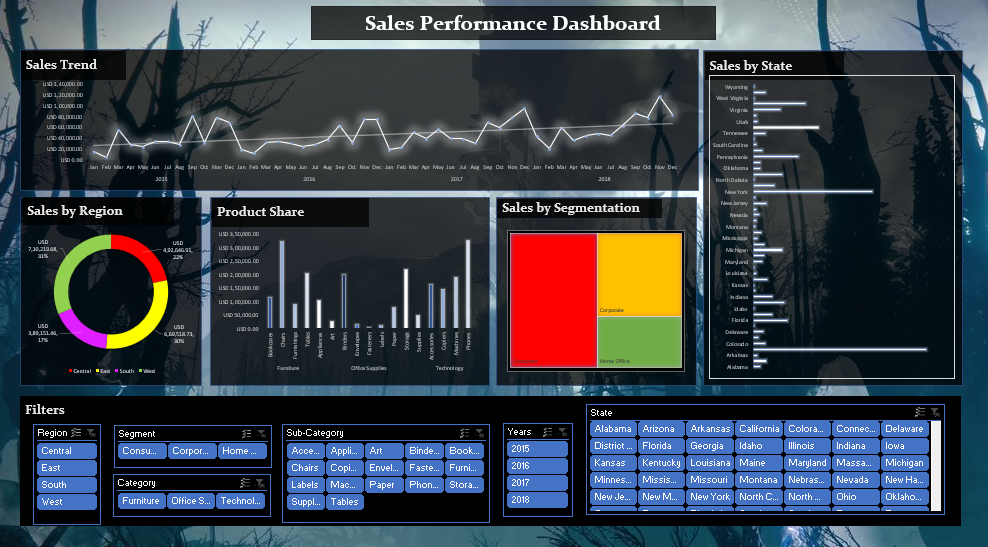 Sales Performance Dashboard
Sales Trend
USD 1,40,000.00
USD 1,20,000.00
USD 1,00,000.00
USD 80,000.00
USD 60,000.00
USD 40,000.00
USD 20,000.00
USD 0.00
Jan Feb Mar Apr May Jun Jul Aug Sep Oct Nov Dec Jan Feb Mar Apr May Jun Jul Aug Sep Oct Nov Dec Jan Feb Mar Apr May Jun Jul Aug Sep Oct Nov Dec Jan Feb Mar Apr May Jun Jul Aug Sep Oct Nov Dec
2015 2016 2017 2018
Sales by State
Wyoming
West Virginia
Virginia
Utah
Tennessee
South Carolina
Pennsylvania
Oklahoma
North Dakota
New York
New Jersey
Nevada
Montana
Mississippi
Michigan
Maryland
Louisiana
Kansas
Indiana
Idaho
Florida
Delaware
Colorado
Arkansas
Alabama
Sales by Region
USD
7,10,219.68,
31%
USD
4,92,646.91,
22%
USD
3,89,151.46,
17%
USD
6,69,518.73,
30%
Central East South West
Product Share
USD 3,50,000.00
USD 3,00,000.00
USD 2,50,000.00
USD 2,00,000.00
USD 1,50,000.00
USD 1,00,000.00
USD 50,000.00
USD 0.00
Bookcases Chairs Furnishings Tables Appliances Art Binders Envelopes Fasteners Labels Paper Storage Supplies Accessories Copiers Machines Phones
Furniture Office Supplies Technology
Sales by Segmentation
Corporate
Home Office
Filters
Region
Central
East
South
West
Segment
Consu... Corpor... Home ...
Category
Furniture Office S... Technol...
Sub-Category
Acce... Appli... Art Binde... Book...
Chairs Copi... Envel... Faste... Furni...
Labels Mac... Paper Phon... Stora...
Suppl... Tables
Years
2015
2016
2017
2018
State
Alabama Arizona Arkansas California Colora... Connec... Delaware
District ... Florida Georgia Idaho Illinois Indiana Iowa
Kansas Kentucky Louisiana Maine Maryland Massa... Michigan
Minnes... Missis... Missouri Montana Nebras... Nevada New Ha...
New Je... New M... New York North C... North ... Ohio Oklaho...